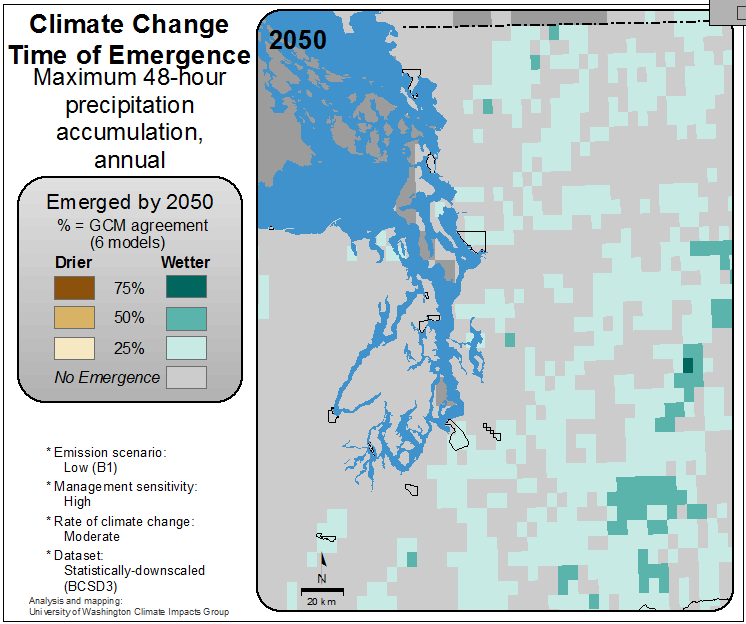 Climate Change
Time of Emergence
Maximum 48-hour
precipitation
accumulation,
annual
Emerged by 2050
% = GCM agreement
(6 models)
Drier
Wetter
75%
50%
25%
No Emergence
* Emission scenario:
Low (B1)
* Management sensitivity:
High
* Rate of climate change:
Moderate
* Dataset:
Statistically-downscaled
(BCSD3)
Analysis and mapping:
University of Washington Climate Impacts Group
2050
N
20 km